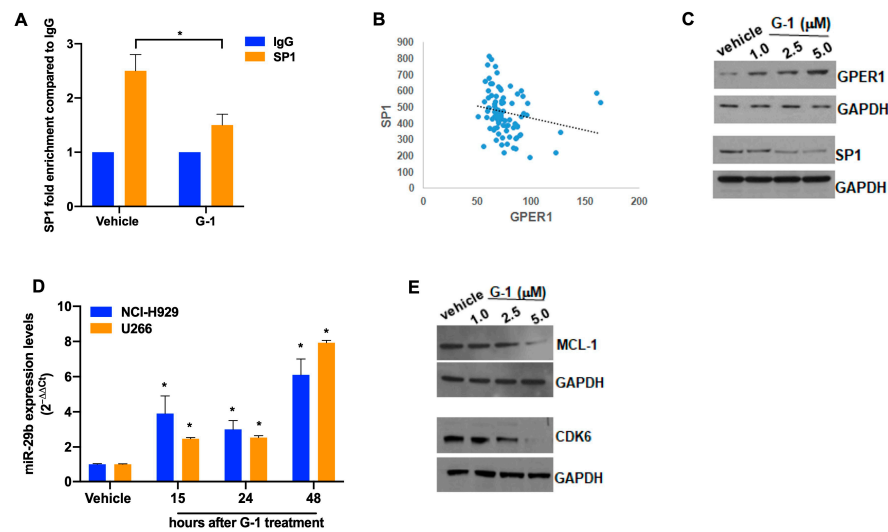 A
SP1 fold enrichment compared to IgG
3
2
1
0
*
IgG
SP1
Vehicle
G-1
B
SP1
900
800
700
600
500
400
300
200
100
0
0
50
100
150
200
GPER1
C
vehicle
G-1 (μM)
1.0
2.5
5.0
GPER1
GAPDH
SP1
GAPDH
D
miR-29b expression levels
(2⁻ΔΔCt)
10
8
6
4
2
0
NCI-H929
U266
*
*
*
*
*
*
Vehicle
15
24
48
hours after G-1 treatment
E
vehicle
G-1 (μM)
1.0
2.5
5.0
MCL-1
GAPDH
CDK6
GAPDH